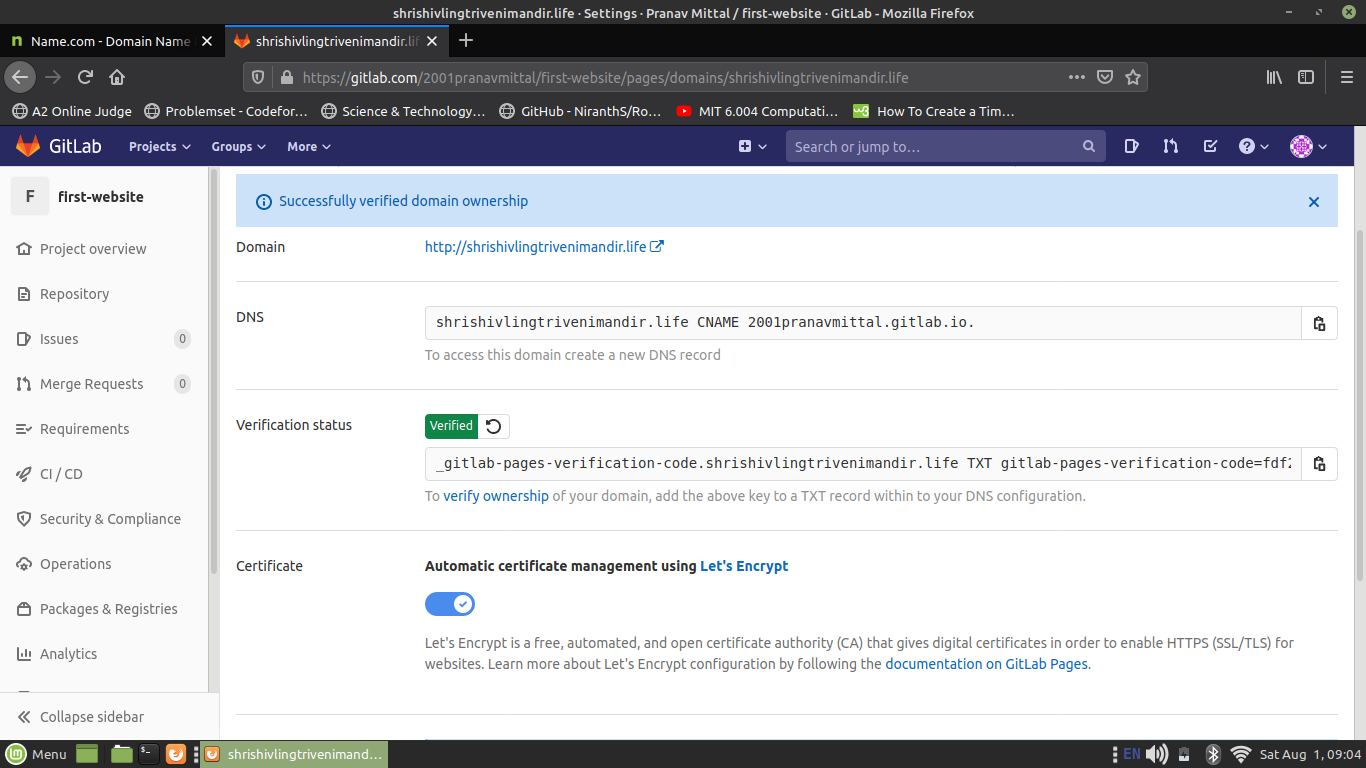 shrishivlingtrivenimandir.life · Settings · Pranav Mittal / first-website · GitLab - Mozilla Firefox
n Name.com - Domain Name
shrishivlingtrivenimandir.lif
https://gitlab.com/2001pranavmittal/first-website/pages/domains/shrishivlingtrivenimandir.life
A2 Online Judge
Problemset - Codefor…
Science & Technology…
GitHub - NiranthS/Ro…
MIT 6.004 Computati…
How To Create a Tim…
GitLab
Projects
Groups
More
Search or jump to…
F
first-website
Project overview
Repository
Issues 0
Merge Requests 0
Requirements
CI / CD
Security & Compliance
Operations
Packages & Registries
Analytics
Collapse sidebar
Successfully verified domain ownership
Domain
http://shrishivlingtrivenimandir.life
DNS
shrishivlingtrivenimandir.life CNAME 2001pranavmittal.gitlab.io.
To access this domain create a new DNS record
Verification status
Verified
_gitlab-pages-verification-code.shrishivlingtrivenimandir.life TXT gitlab-pages-verification-code=fdf2
To verify ownership of your domain, add the above key to a TXT record within to your DNS configuration.
Certificate
Automatic certificate management using Let's Encrypt
Let's Encrypt is a free, automated, and open certificate authority (CA) that gives digital certificates in order to enable HTTPS (SSL/TLS) for
websites. Learn more about Let's Encrypt configuration by following the documentation on GitLab Pages.
Menu
shrishivlingtrivenimand…
EN
Sat Aug 1, 09:04